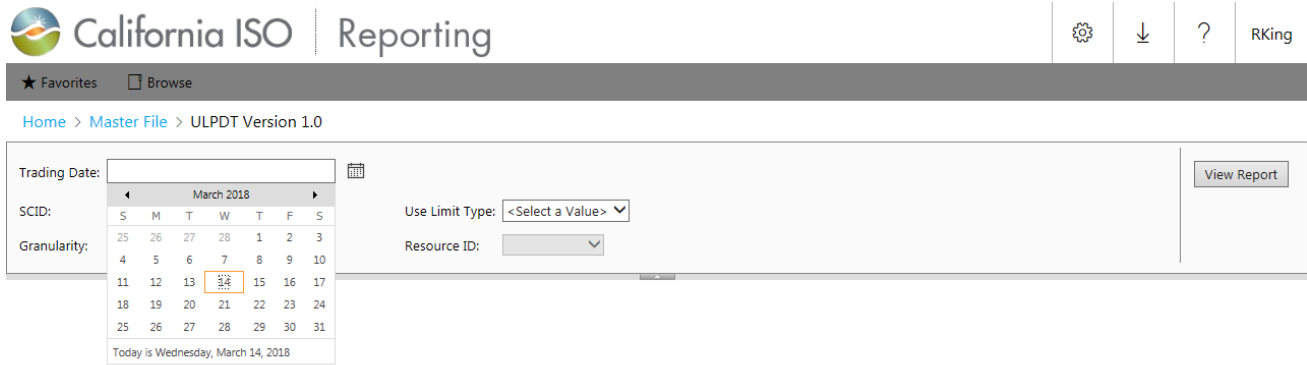 California ISO Reporting ? RKing
Favorites Browse
Home > Master File > ULPDT Version 1.0
Trading Date: View Report
March 2018
SCID: S M T W T F S Use Limit Type: <Select a Value>
25 26 27 28 1 2 3
Granularity: Resource ID:
4 5 6 7 8 9 10
11 12 13 14 15 16 17
18 19 20 21 22 23 24
25 26 27 28 29 30 31
Today is Wednesday, March 14, 2018